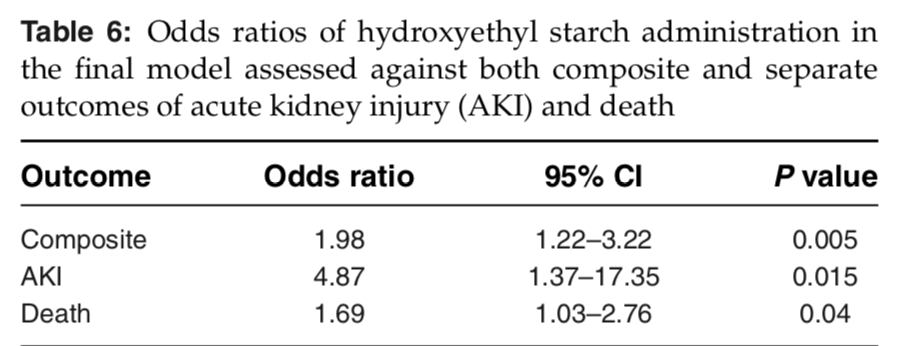 Table 6: Odds ratios of hydroxyethyl starch administration in
the final model assessed against both composite and separate
outcomes of acute kidney injury (AKI) and death
Outcome Odds ratio 95% CI P value
Composite 1.98 1.22–3.22 0.005
AKI 4.87 1.37–17.35 0.015
Death 1.69 1.03–2.76 0.04